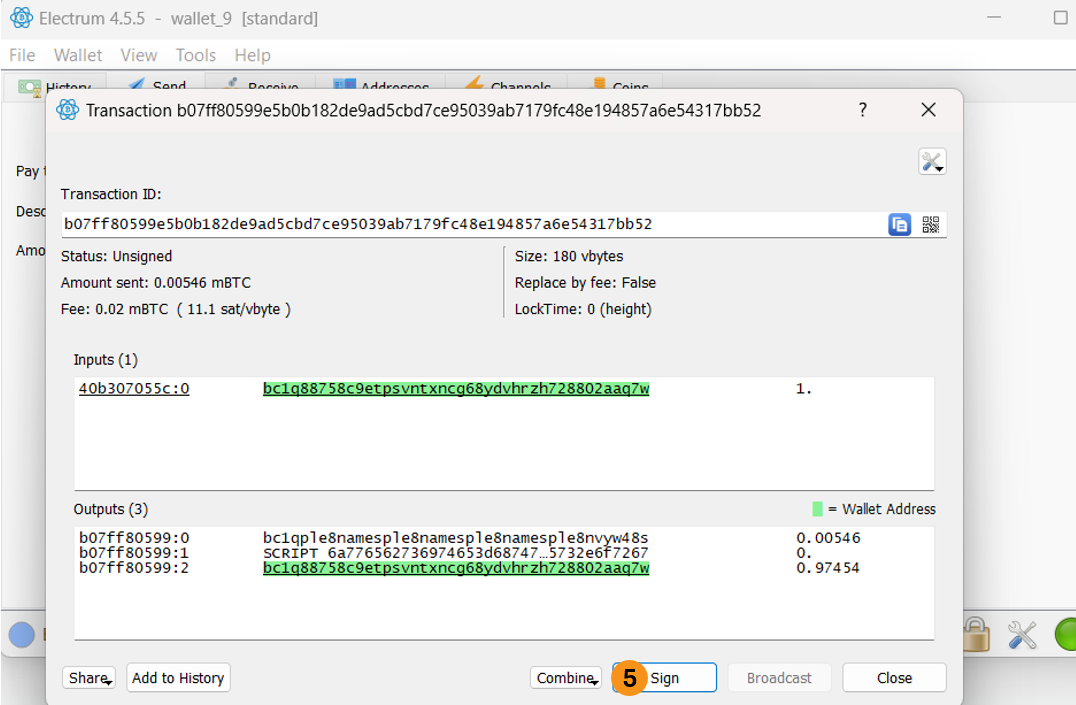 Electrum 4.5.5 - wallet_9 [standard]
File Wallet View Tools Help
History Send Receive Addresses Channels Coins
Transaction b07ff80599e5b0b182de9ad5cbd7ce95039ab7179fc48e194857a6e54317bb52 ?
Pay t
Transaction ID:
Desc
b07ff80599e5b0b182de9ad5cbd7ce95039ab7179fc48e194857a6e54317bb52
Amo
Status: Unsigned
Size: 180 vbytes
Amount sent: 0.00546 mBTC
Replace by fee: False
Fee: 0.02 mBTC ( 11.1 sat/vbyte )
LockTime: 0 (height)
Inputs (1)
40b307055c:0 bc1q88758c9etpsvntxncg68ydvhrzh728802aaq7w 1.
Outputs (3) = Wallet Address
b07ff80599:0 bc1qple8namesple8namesple8namesple8nvyw48s 0.00546
b07ff80599:1 SCRIPT 6a776562736974653d68747…5732e6f7267 0.
b07ff80599:2 bc1q88758c9etpsvntxncg68ydvhrzh728802aaq7w 0.97454
Share Add to History Combine 5 Sign Broadcast Close